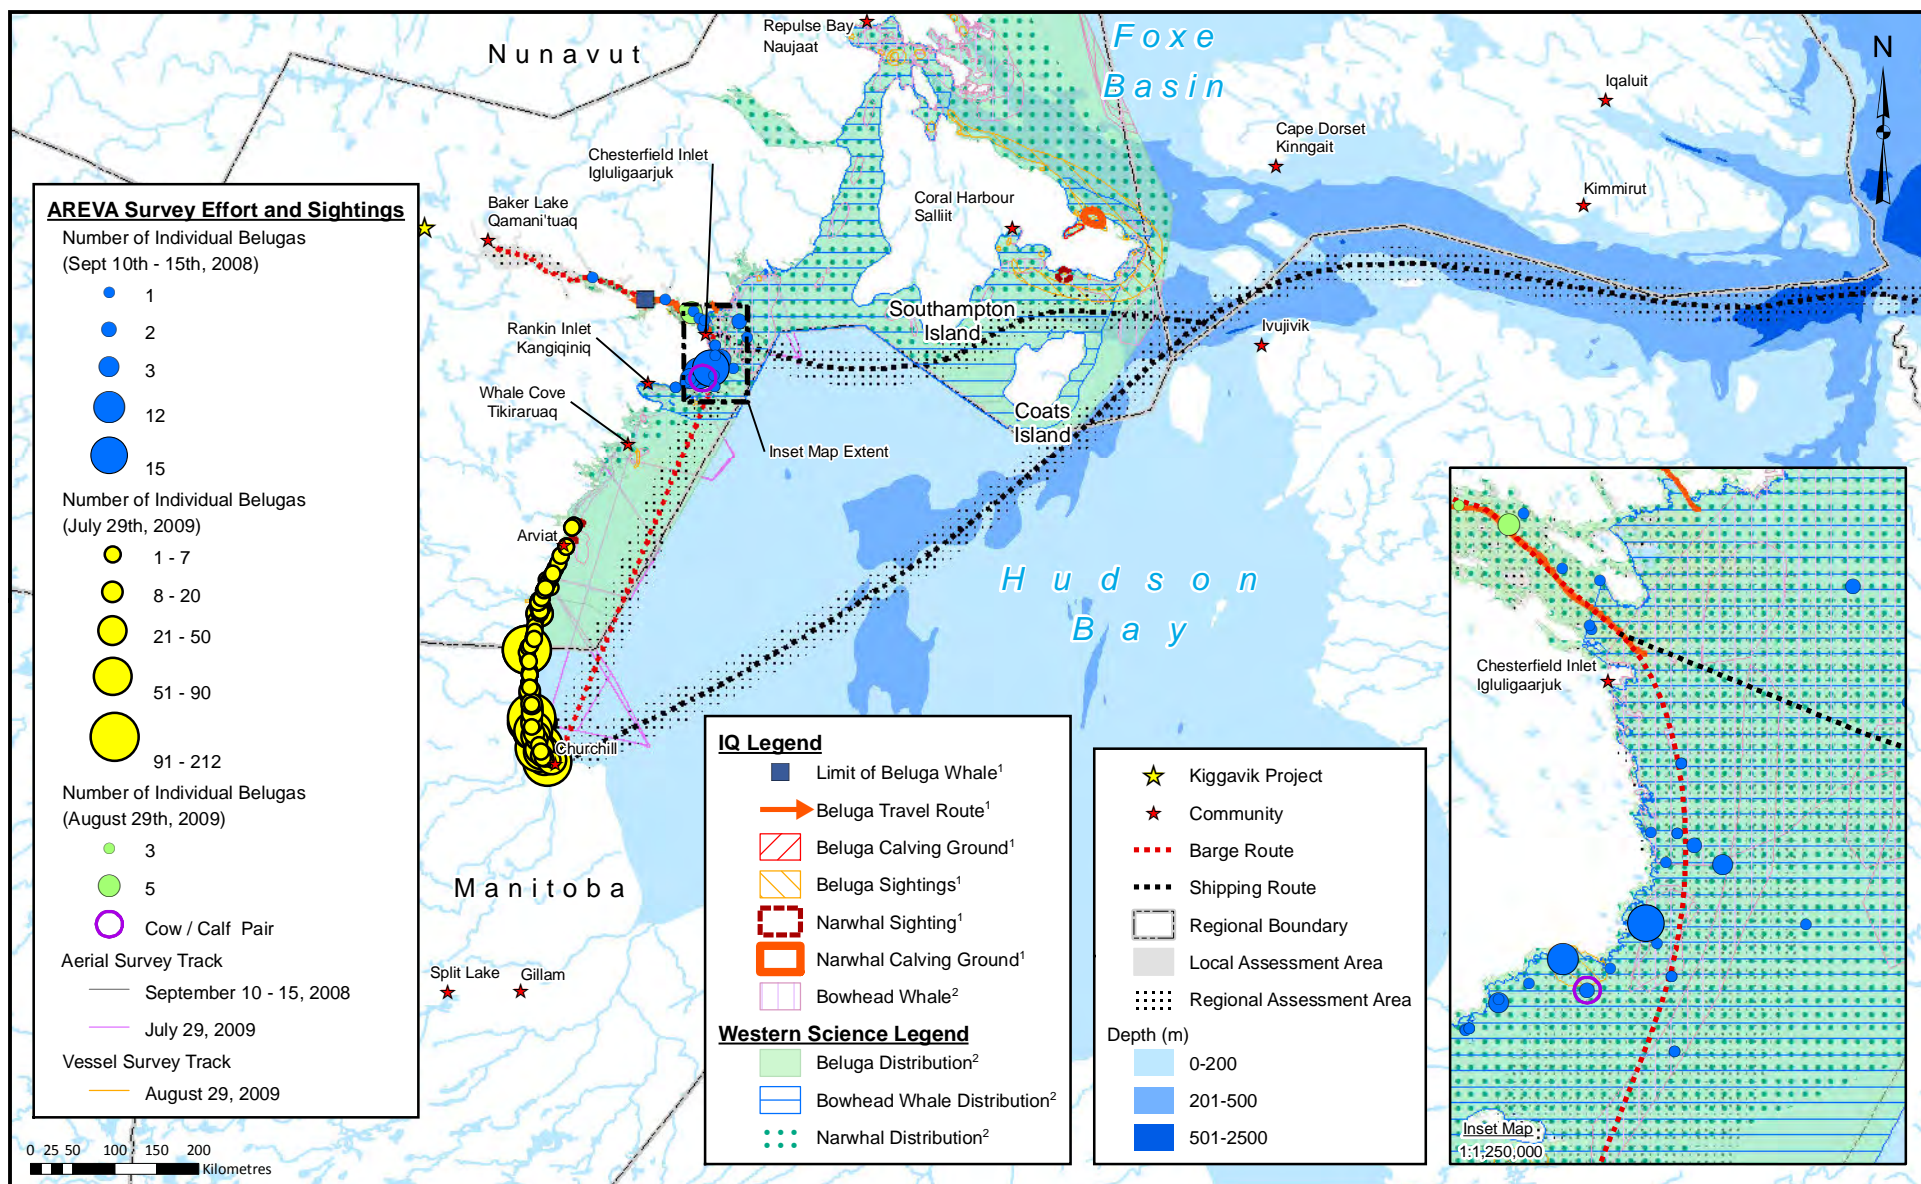 Repulse Bay
Naujaat
Nunavut
Foxe
Basin
N
Iqaluit
Cape Dorset
Kinngait
Kimmirut
Chesterfield Inlet
Igluligaarjuk
Baker Lake
Qamani'tuaq
Coral Harbour
Salliit
Southampton
Island
Ivujivik
Rankin Inlet
Kangiqiniq
Whale Cove
Tikiraruaq
Coats
Island
Inset Map Extent
Arviat
Hudson
Bay
Churchill
Manitoba
Split Lake
Gillam
AREVA Survey Effort and Sightings
Number of Individual Belugas
(Sept 10th - 15th, 2008)
1
2
3
12
15
Number of Individual Belugas
(July 29th, 2009)
1 - 7
8 - 20
21 - 50
51 - 90
91 - 212
Number of Individual Belugas
(August 29th, 2009)
3
5
Cow / Calf Pair
Aerial Survey Track
September 10 - 15, 2008
July 29, 2009
Vessel Survey Track
August 29, 2009
0 25 50 100 150 200
Kilometres
IQ Legend
Limit of Beluga Whale¹
Beluga Travel Route¹
Beluga Calving Ground¹
Beluga Sightings¹
Narwhal Sighting¹
Narwhal Calving Ground¹
Bowhead Whale²
Western Science Legend
Beluga Distribution²
Bowhead Whale Distribution²
Narwhal Distribution²
Kiggavik Project
Community
Barge Route
Shipping Route
Regional Boundary
Local Assessment Area
Regional Assessment Area
Depth (m)
0-200
201-500
501-2500
Chesterfield Inlet
Igluligaarjuk
Inset Map
1:1,250,000